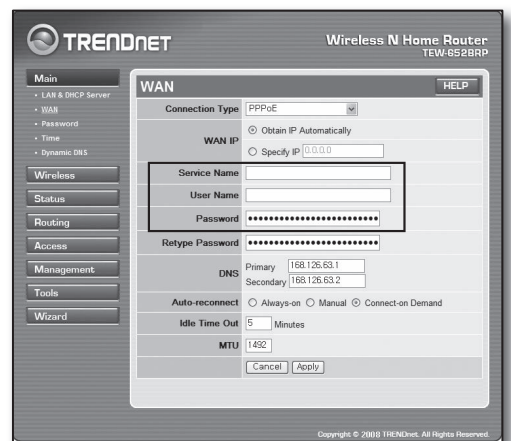 TRENDNET
Wireless N Home Router
TEW-652BRP
Main
• LAN & DHCP Server
• WAN
• Password
• Time
• Dynamic DNS
Wireless
Status
Routing
Access
Management
Tools
Wizard
WAN
HELP
Connection Type PPPoE
WAN IP Obtain IP Automatically
Specify IP 0.0.0.0
Service Name
User Name
Password ••••••••••••••••••••••••••
Retype Password ••••••••••••••••••••••••••
DNS Primary 168.126.63.1
Secondary 168.126.63.2
Auto-reconnect Always-on Manual Connect-on Demand
Idle Time Out 5 Minutes
MTU 1492
Cancel Apply
Copyright © 2008 TRENDnet. All Rights Reserved.